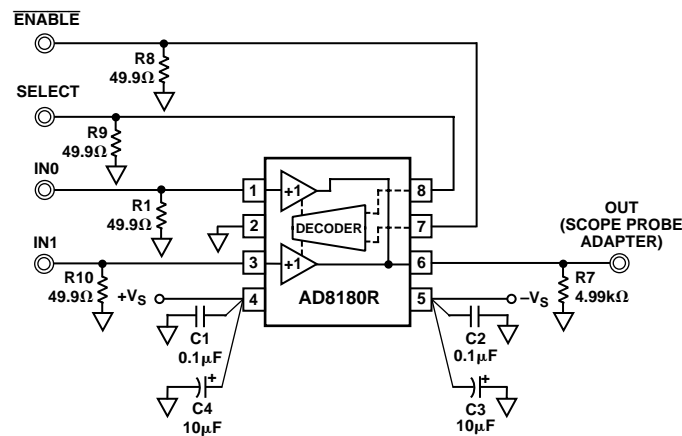 ENABLE
R8
49.9Ω
SELECT
R9
49.9Ω
IN0
R1
49.9Ω
IN1
R10
49.9Ω
1
2
3
4
+1
+1
DECODER
AD8180R
8
7
6
5
OUT
(SCOPE PROBE
ADAPTER)
R7
4.99kΩ
+VS
–VS
C1
0.1µF
C2
0.1µF
+
C4
10µF
+
C3
10µF